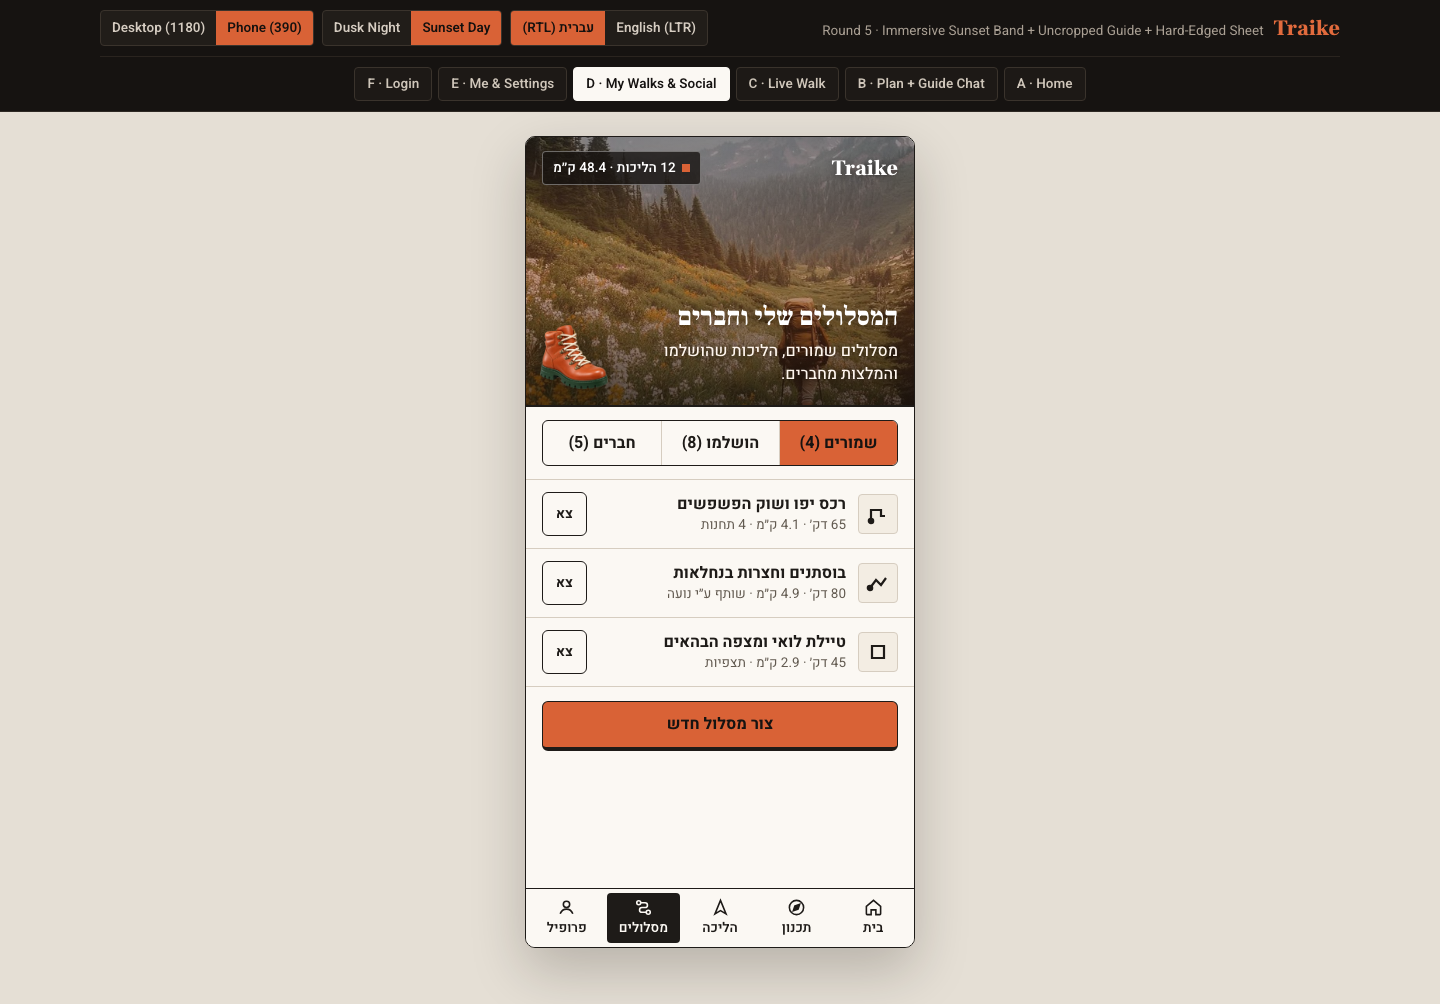 Traike
Round 5 · Immersive Sunset Band + Uncropped Guide + Hard-Edged Sheet
English (LTR)
עברית (RTL)
Sunset Day
Dusk Night
Phone (390)
Desktop (1180)
A · Home
B · Plan + Guide Chat
C · Live Walk
D · My Walks & Social
E · Me & Settings
F · Login
Traike
12 הליכות · 48.4 ק״מ
המסלולים שלי וחברים
מסלולים שמורים, הליכות שהושלמו
והמלצות מחברים.
שמורים (4)
הושלמו (8)
חברים (5)
רכס יפו ושוק הפשפשים
65 דק׳ · 4.1 ק״מ · 4 תחנות
צא
בוסתנים וחצרות בנחלאות
80 דק׳ · 4.9 ק״מ · שותף ע״י נועה
צא
טיילת לואי ומצפה הבהאים
45 דק׳ · 2.9 ק״מ · תצפיות
צא
צור מסלול חדש
בית
תכנון
הליכה
מסלולים
פרופיל